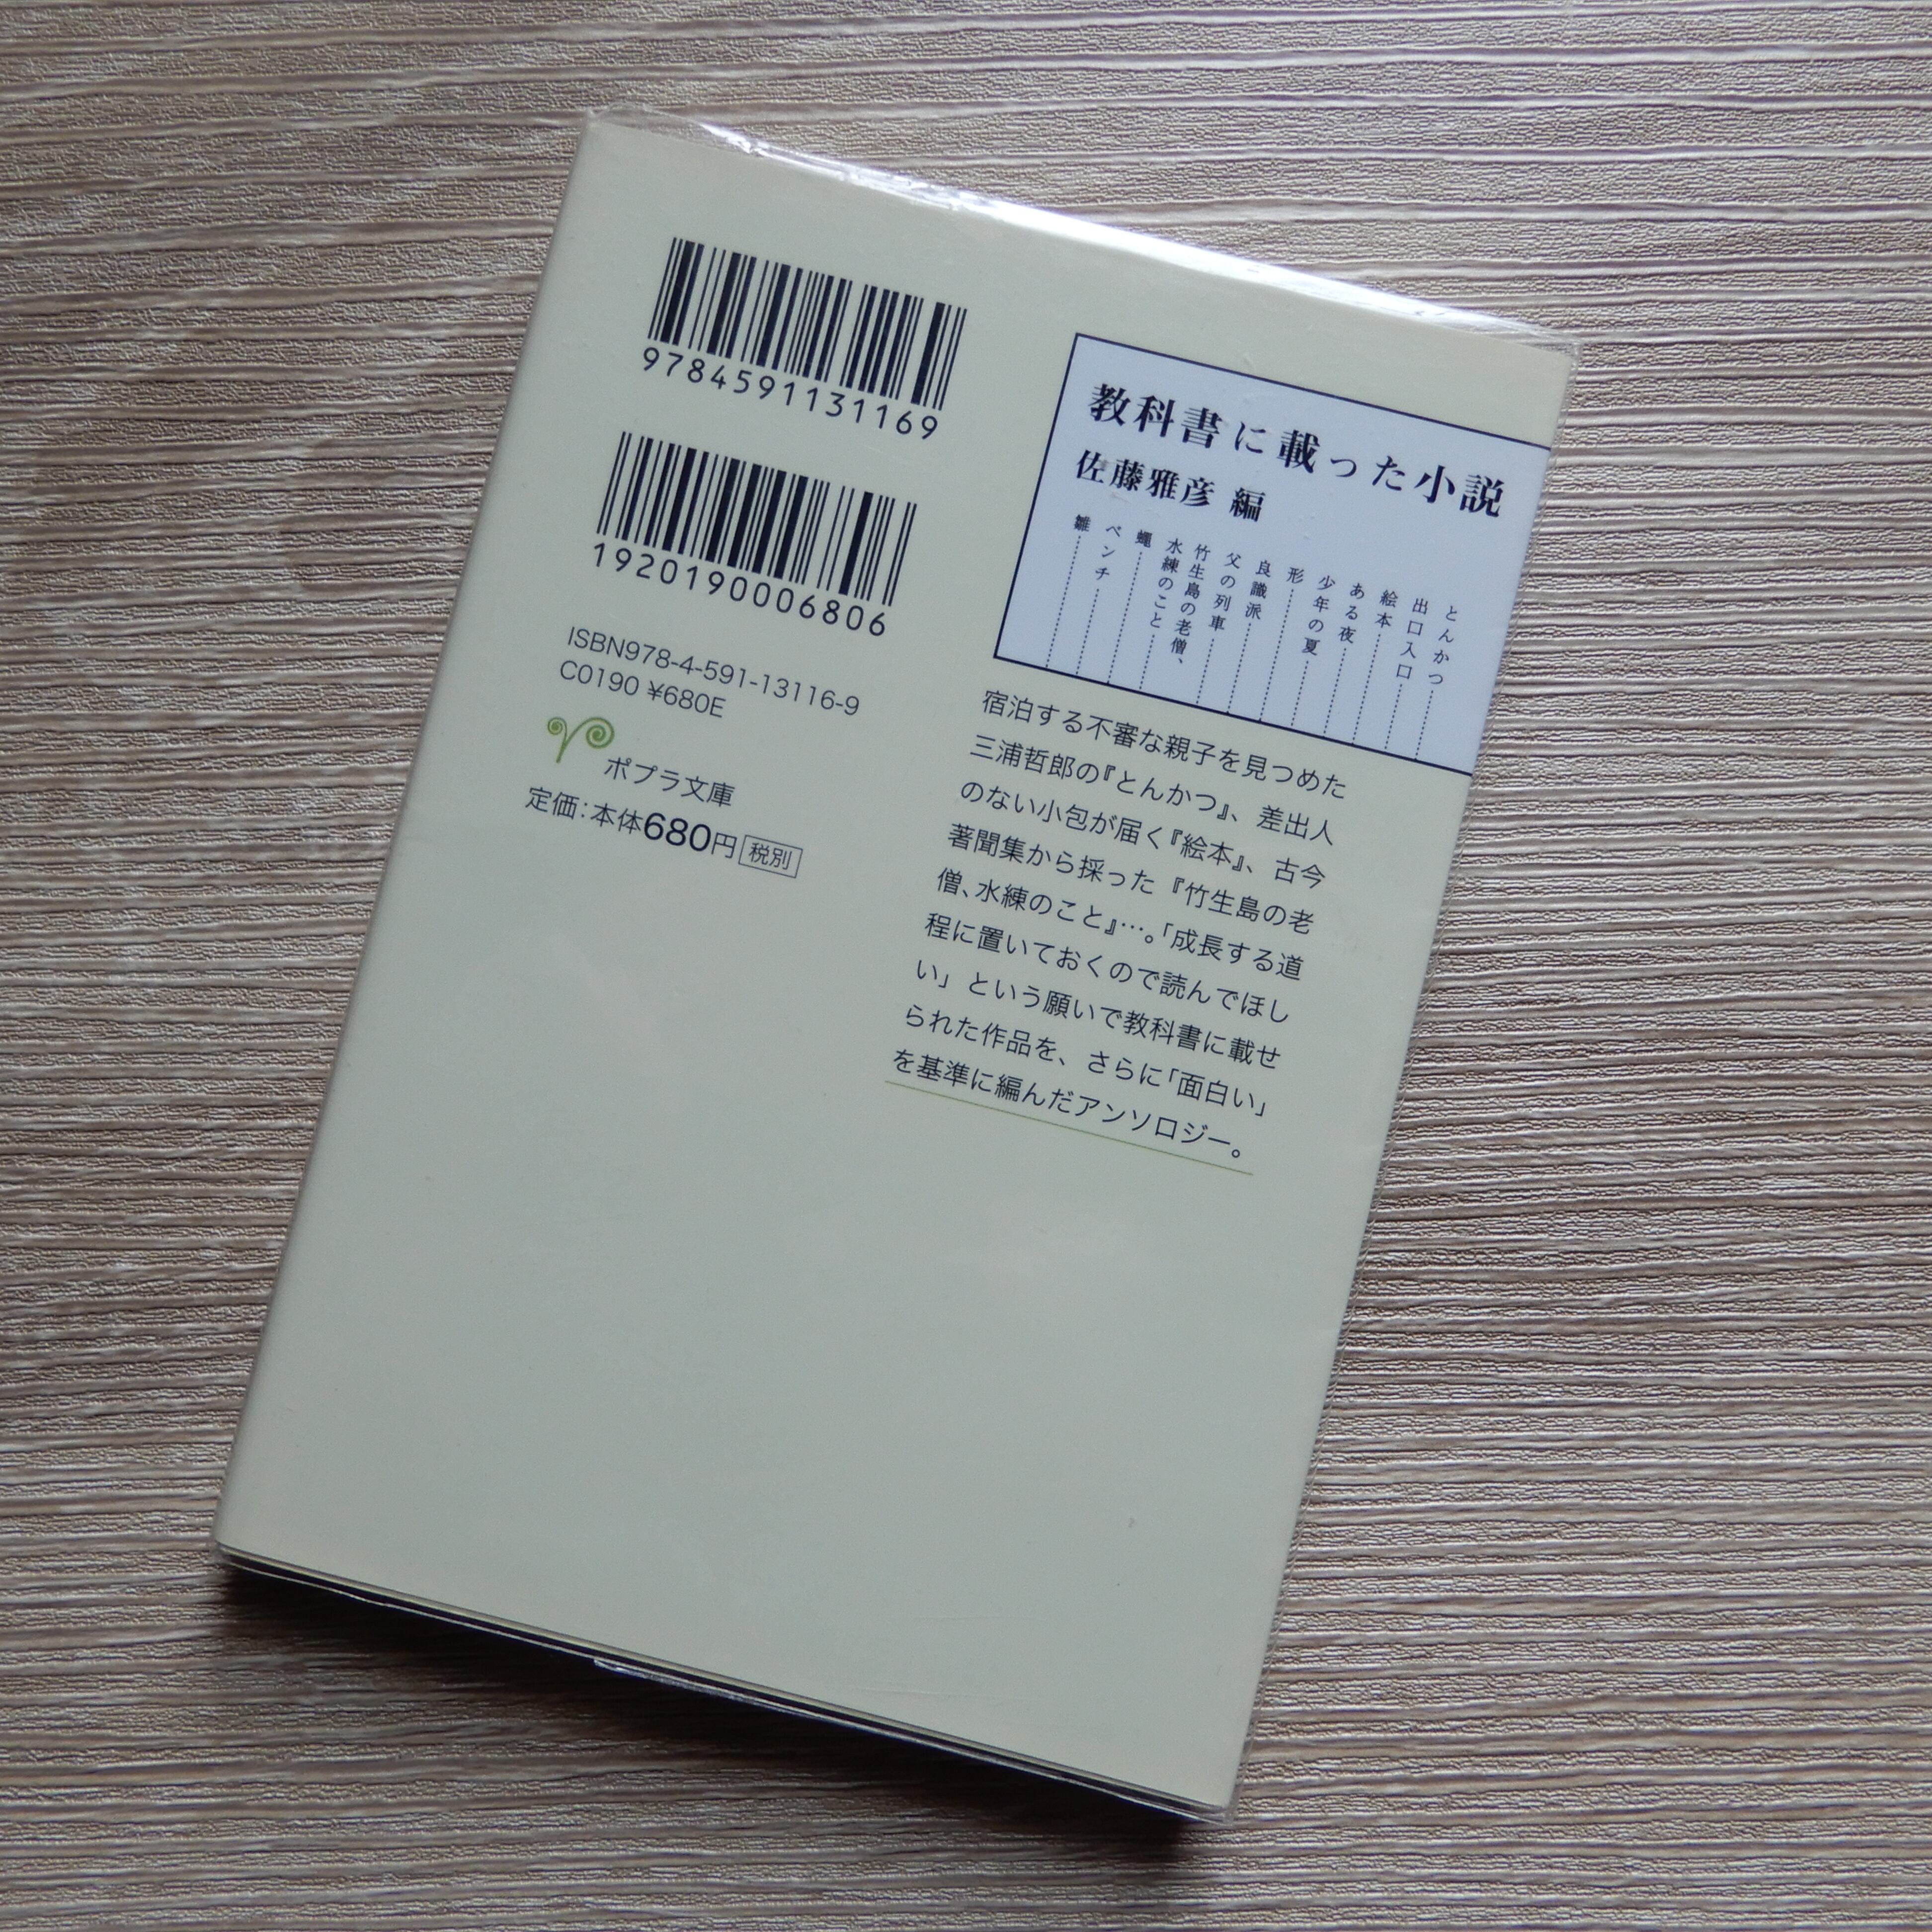 9784591131169
1920190006806
ISBN978-4-591-13116-9
C0190 ¥680E
ポプラ文庫
定価：本体680円 税別
教科書に載った小説
佐藤雅彦 編
とんかつ
出口入口
絵本
ある夜
少年の夏
形
良識派
父の列車
竹生島の老僧、
水練のこと
蠅
ベンチ
雛
宿泊する不審な親子を見つめた
三浦哲郎の『とんかつ』、差出人
のない小包が届く『絵本』、古今
著聞集から採った『竹生島の老
僧、水練のこと』…。「成長する道
程に置いておくので読んでほし
い」という願いで教科書に載せ
られた作品を、さらに「面白い」
を基準に編んだアンソロジー。